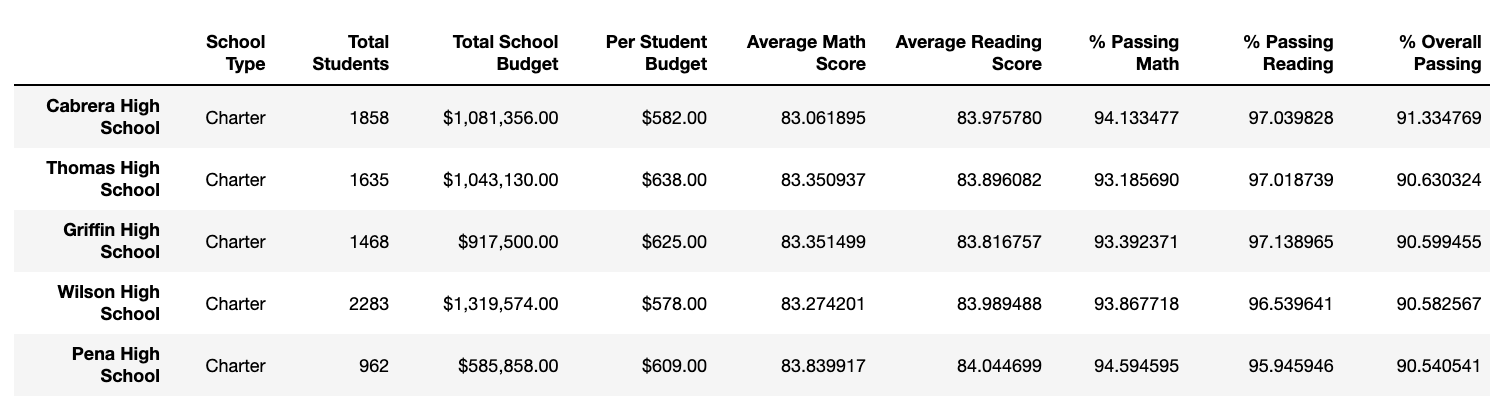 School Total Total School Per Student Average Math Average Reading % Passing % Passing % Overall
Type Students Budget Budget Score Score Math Reading Passing
Cabrera High
School Charter 1858 $1,081,356.00 $582.00 83.061895 83.975780 94.133477 97.039828 91.334769
Thomas High
School Charter 1635 $1,043,130.00 $638.00 83.350937 83.896082 93.185690 97.018739 90.630324
Griffin High
School Charter 1468 $917,500.00 $625.00 83.351499 83.816757 93.392371 97.138965 90.599455
Wilson High
School Charter 2283 $1,319,574.00 $578.00 83.274201 83.989488 93.867718 96.539641 90.582567
Pena High
School Charter 962 $585,858.00 $609.00 83.839917 84.044699 94.594595 95.945946 90.540541